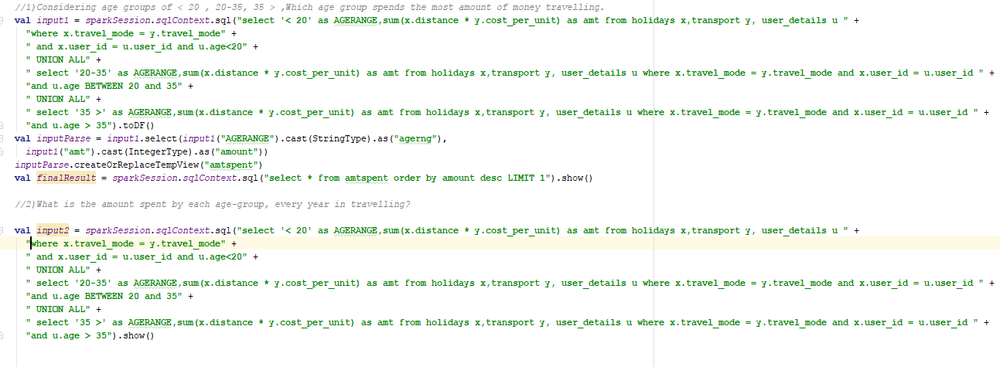 //1)Considering age groups of < 20 , 20-35, 35 > ,Which age group spends the most amount of money travelling.
val input1 = sparkSession.sqlContext.sql("select '< 20' as AGERANGE,sum(x.distance * y.cost_per_unit) as amt from holidays x,transport y, user_details u " +
"where x.travel_mode = y.travel_mode" +
" and x.user_id = u.user_id and u.age<20" +
" UNION ALL" +
" select '20-35' as AGERANGE,sum(x.distance * y.cost_per_unit) as amt from holidays x,transport y, user_details u where x.travel_mode = y.travel_mode and x.user_id = u.user_id " +
"and u.age BETWEEN 20 and 35" +
" UNION ALL" +
" select '35 >' as AGERANGE,sum(x.distance * y.cost_per_unit) as amt from holidays x,transport y, user_details u where x.travel_mode = y.travel_mode and x.user_id = u.user_id " +
"and u.age > 35").toDF()
val inputParse = input1.select(input1("AGERANGE").cast(StringType).as("agerng"),
input1("amt").cast(IntegerType).as("amount"))
inputParse.createOrReplaceTempView("amtspent")
val finalResult = sparkSession.sqlContext.sql("select * from amtspent order by amount desc LIMIT 1").show()
//2)What is the amount spent by each age-group, every year in travelling?
val input2 = sparkSession.sqlContext.sql("select '< 20' as AGERANGE,sum(x.distance * y.cost_per_unit) as amt from holidays x,transport y, user_details u " +
"where x.travel_mode = y.travel_mode" +
" and x.user_id = u.user_id and u.age<20" +
" UNION ALL" +
" select '20-35' as AGERANGE,sum(x.distance * y.cost_per_unit) as amt from holidays x,transport y, user_details u where x.travel_mode = y.travel_mode and x.user_id = u.user_id " +
"and u.age BETWEEN 20 and 35" +
" UNION ALL" +
" select '35 >' as AGERANGE,sum(x.distance * y.cost_per_unit) as amt from holidays x,transport y, user_details u where x.travel_mode = y.travel_mode and x.user_id = u.user_id " +
"and u.age > 35").show()